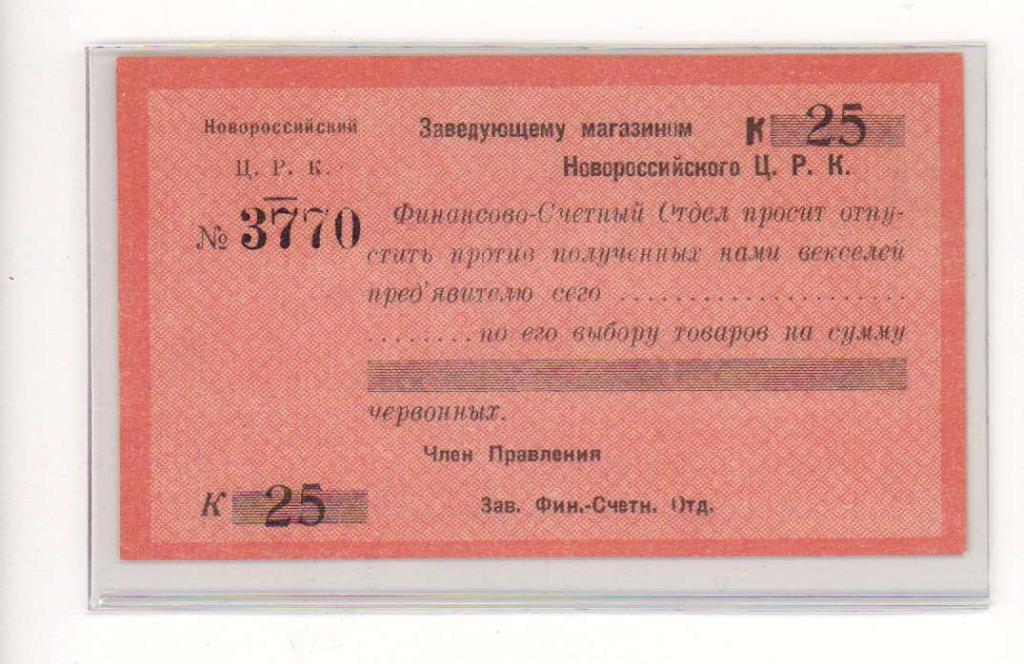 Новороссийский
Ц. Р. К.
№ 3770
К 25
Заведующему магазином К 25
Новороссийского Ц. Р. К.
Финансово-Счетный Отдел просит отпу-
стить против полученных нами векселей
пред'явителю сего ......................
........по его выбору товаров на сумму
червонных.
Член Правления
Зав. Фин.-Счетн. Отд.